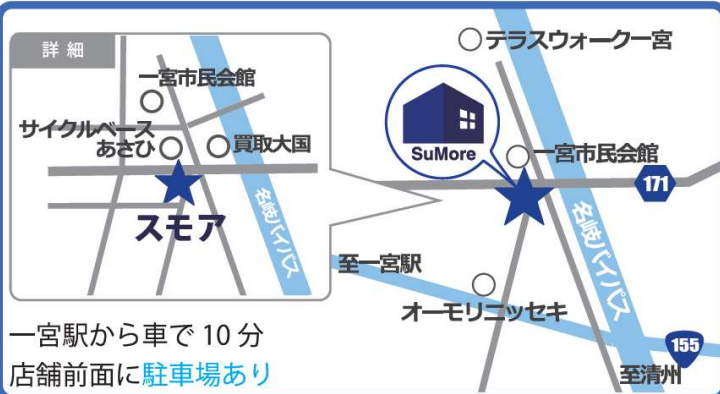 詳細
一宮市民会館
サイクルベース
あさひ
買取大国
スモア
名岐バイパス
テラスウォーク一宮
SuMore
一宮市民会館
171
名岐バイパス
至一宮駅
オーモリニッセキ
155
至清州
一宮駅から車で10分
店舗前面に駐車場あり